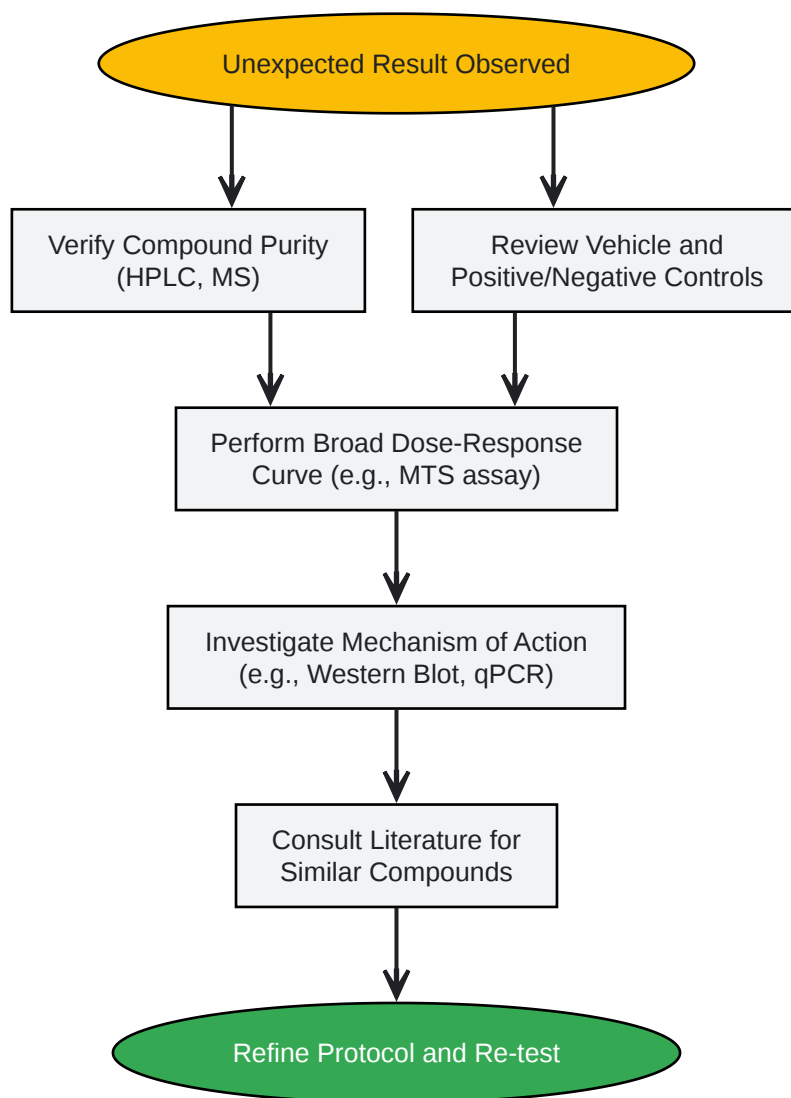 Unexpected Result Observed
Verify Compound Purity
(HPLC, MS)
Review Vehicle and
Positive/Negative Controls
Perform Broad Dose-Response
Curve (e.g., MTS assay)
Investigate Mechanism of Action
(e.g., Western Blot, qPCR)
Consult Literature for
Similar Compounds
Refine Protocol and Re-test